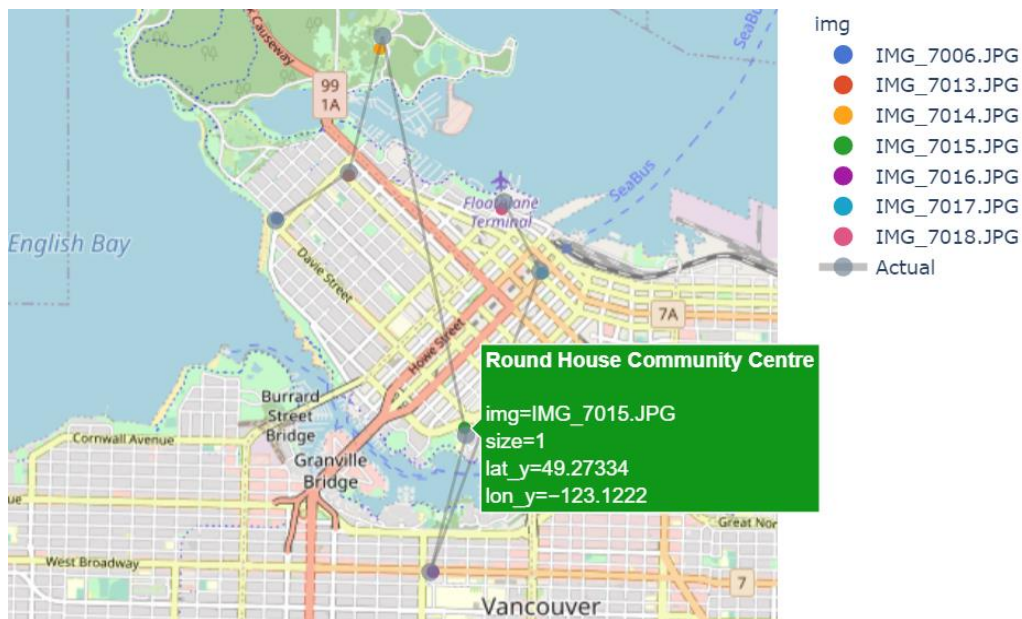 Causeway
99
1A
SeaBus
SeaBus
Floatplane
Terminal
English Bay
Davie Street
Howe Street
7A
Burrard
Street
Bridge
Cornwall Avenue
Granville
Bridge
ue
West Broadway
Great Nor
7
Vancouver
Round House Community Centre
img=IMG_7015.JPG
size=1
lat_y=49.27334
lon_y=−123.1222
img
IMG_7006.JPG
IMG_7013.JPG
IMG_7014.JPG
IMG_7015.JPG
IMG_7016.JPG
IMG_7017.JPG
IMG_7018.JPG
Actual